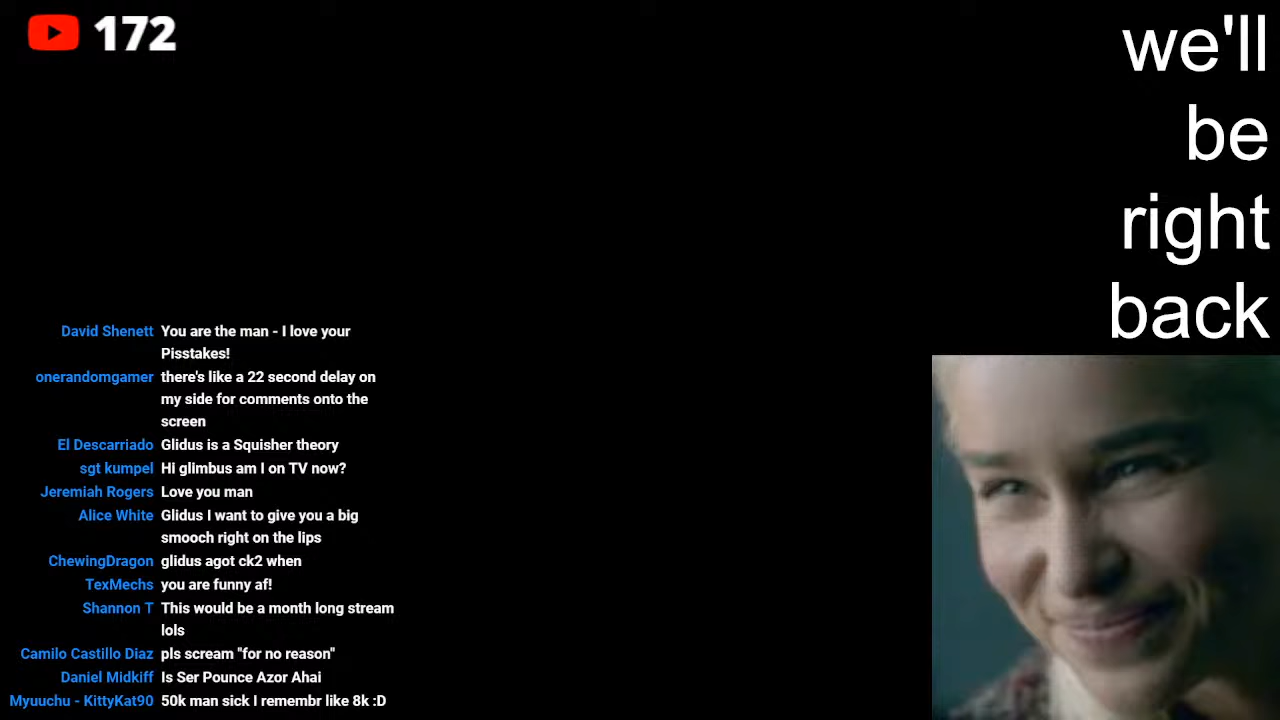 172
we'll
be
right
back
David Shenett You are the man - I love your
Pisstakes!
onerandomgamer there's like a 22 second delay on
my side for comments onto the
screen
El Descarriado Glidus is a Squisher theory
sgt kumpel Hi glimbus am I on TV now?
Jeremiah Rogers Love you man
Alice White Glidus I want to give you a big
smooch right on the lips
ChewingDragon glidus agot ck2 when
TexMechs you are funny af!
Shannon T This would be a month long stream
lols
Camilo Castillo Diaz pls scream "for no reason"
Daniel Midkiff Is Ser Pounce Azor Ahai
Myuuchu - KittyKat90 50k man sick I remembr like 8k :D